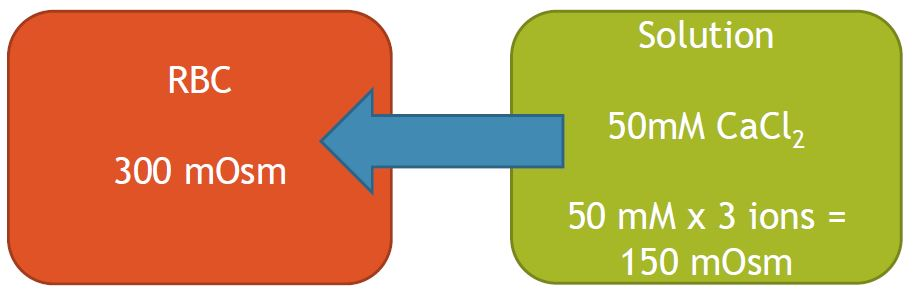 RBC
300 mOsm
Solution
50mM CaCl₂
50 mM x 3 ions =
150 mOsm